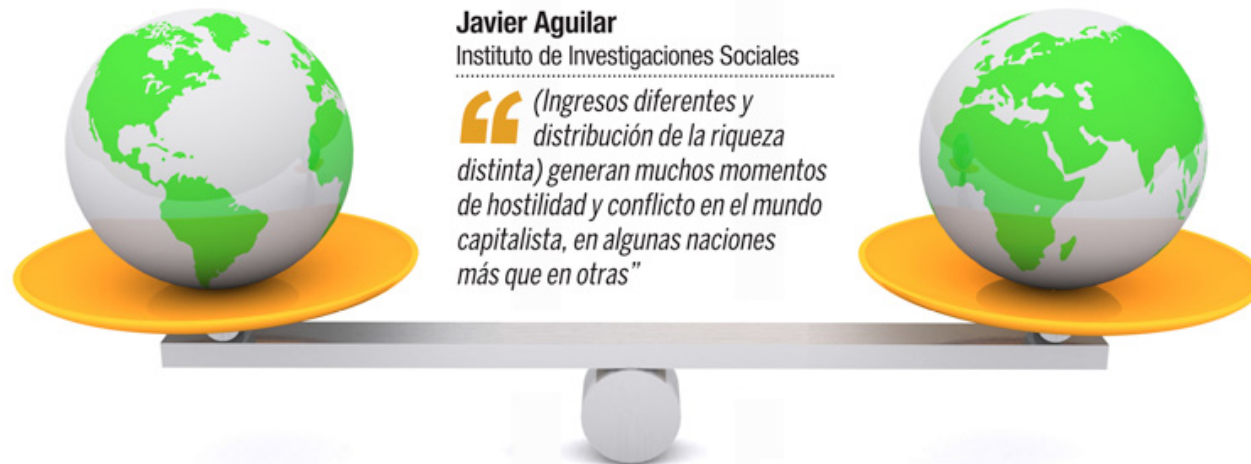 Javier Aguilar
Instituto de Investigaciones Sociales
“(Ingresos diferentes y
distribución de la riqueza
distinta) generan muchos momentos
de hostilidad y conflicto en el mundo
capitalista, en algunas naciones
más que en otras”